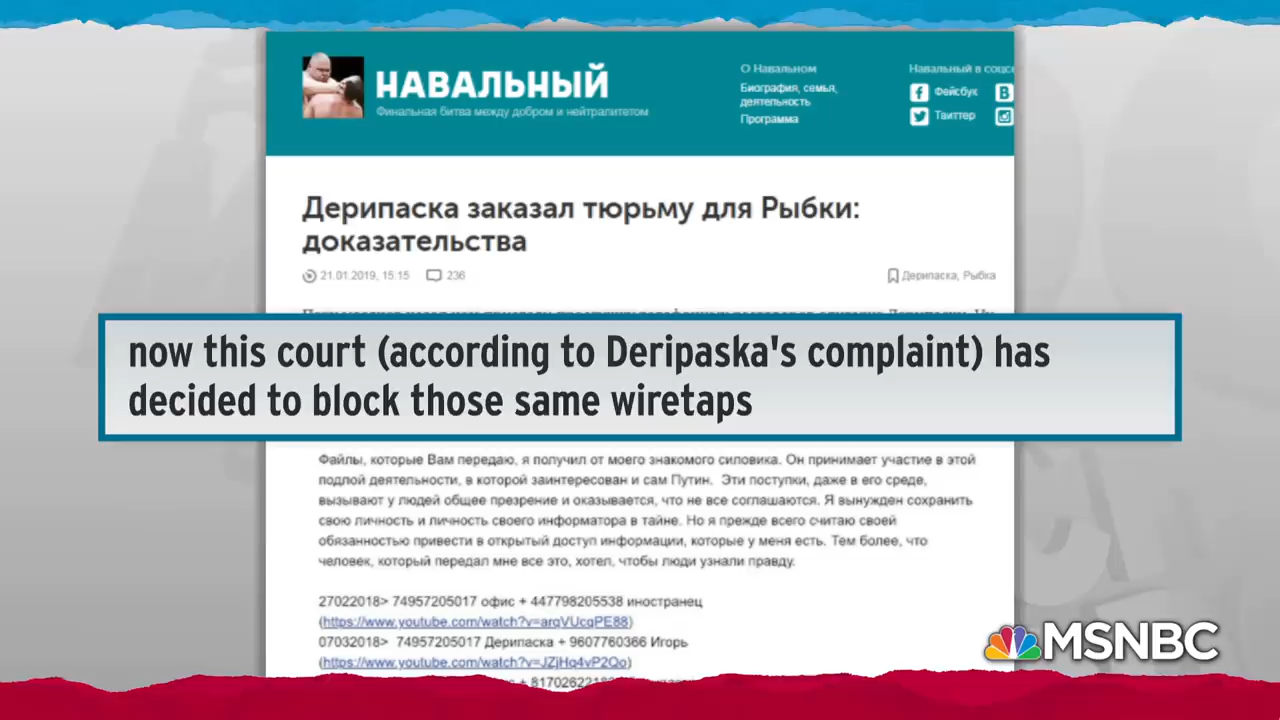 НАВАЛЬНЫЙ
Финальная битва между добром и нейтралитетом
О Навальном
Биография, семья,
деятельность
Программа
Навальный в
Фейсбук
Твиттер
Дерипаска заказал тюрьму для Рыбки:
доказательства
21.01.2019, 15:15 236
Дерипаска, Рыбка
now this court (according to Deripaska's complaint) has
decided to block those same wiretaps
Файлы, которые Вам передаю, я получил от моего знакомого силовика. Он принимает участие в этой
подлой деятельности, в которой заинтересован и сам Путин. Эти поступки, даже в его среде,
вызывают у людей общее презрение и оказывается, что не все соглашаются. Я вынужден сохранить
свою личность и личность своего информатора в тайне. Но я прежде всего считаю своей
обязанностью привести в открытый доступ информации, которые у меня есть. Тем более, что
человек, который передал мне все это, хотел, чтобы люди узнали правду.
27022018> 74957205017 офис + 447798205538 иностранец
(https://www.youtube.com/watch?v=arqVUcqPE88)
07032018> 74957205017 Дерипаска + 9607760366 Игорь
(https://www.youtube.com/watch?v=JZjHq4vP2Qo)
MSNBC